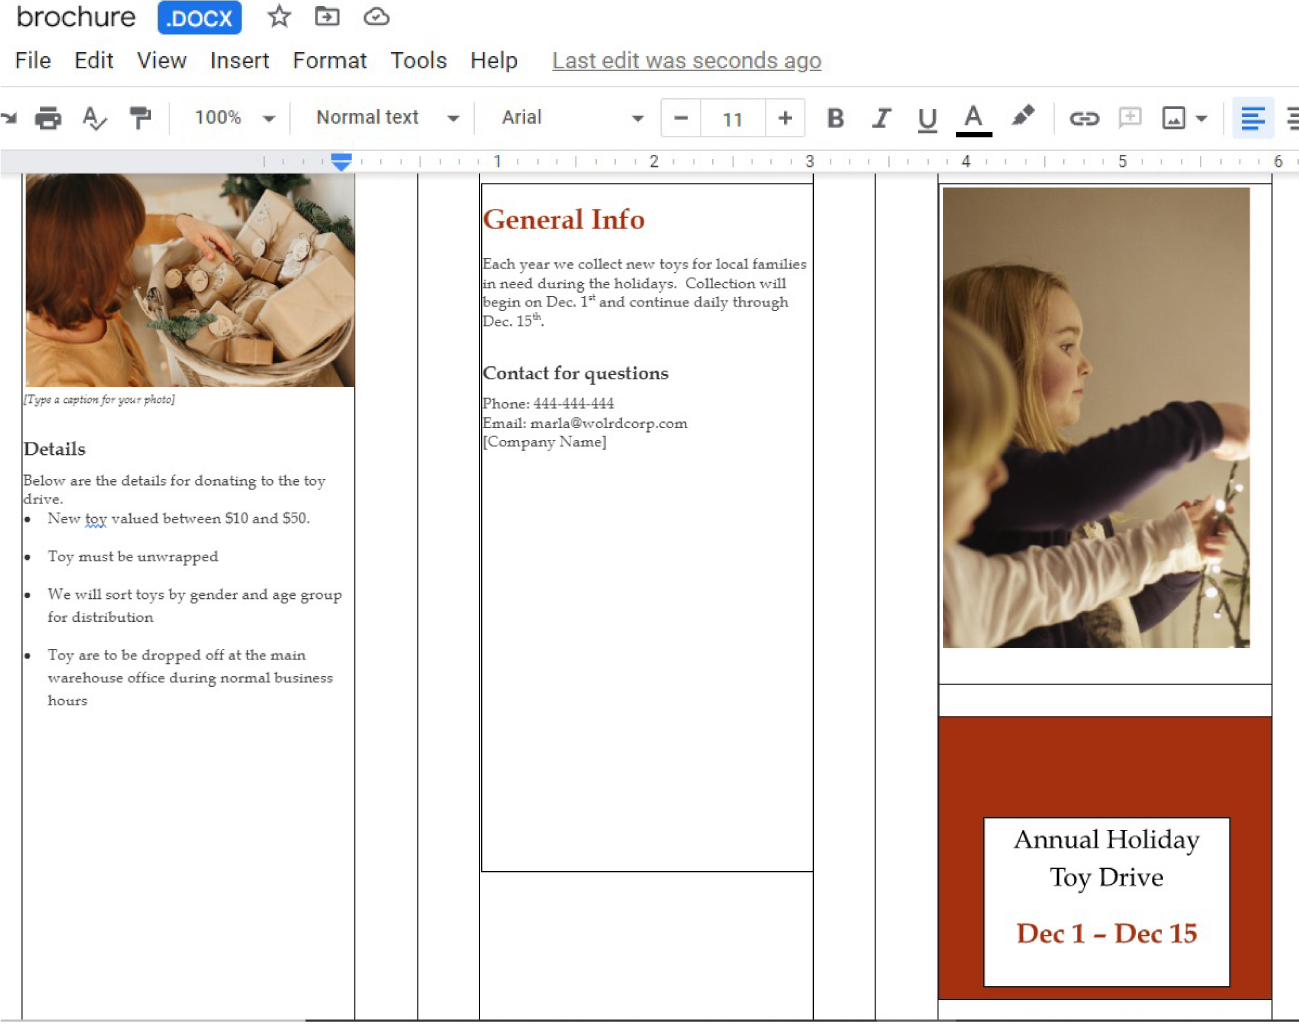 brochure .DOCX
File Edit View Insert Format Tools Help Last edit was seconds ago
100% Normal text Arial 11 B I U A
1 2 3 4 5 6
[Type a caption for your photo]
Details
Below are the details for donating to the toy
drive.
• New toy valued between $10 and $50.
• Toy must be unwrapped
• We will sort toys by gender and age group
for distribution
• Toy are to be dropped off at the main
warehouse office during normal business
hours
General Info
Each year we collect new toys for local families
in need during the holidays. Collection will
begin on Dec. 1st and continue daily through
Dec. 15th.
Contact for questions
Phone: 444-444-444
Email: marla@wolrdcorp.com
[Company Name]
Annual Holiday
Toy Drive
Dec 1 – Dec 15